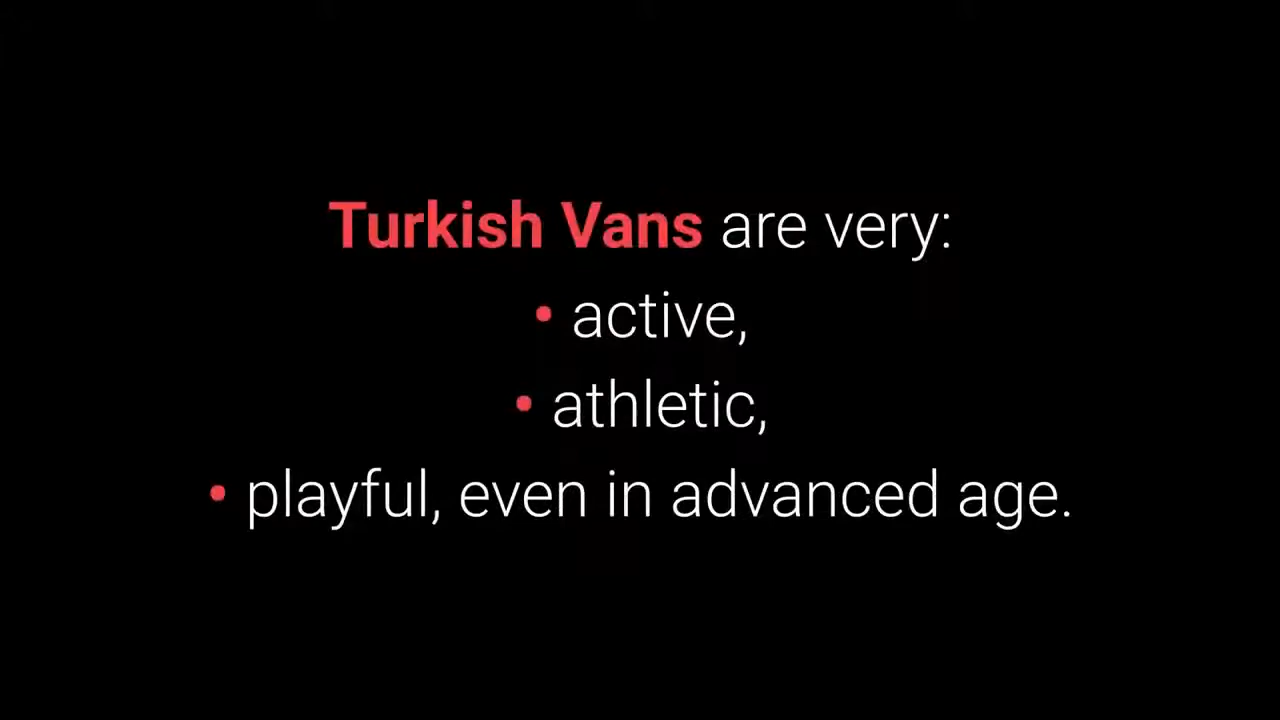 Turkish Vans are very:
• active,
• athletic,
• playful, even in advanced age.